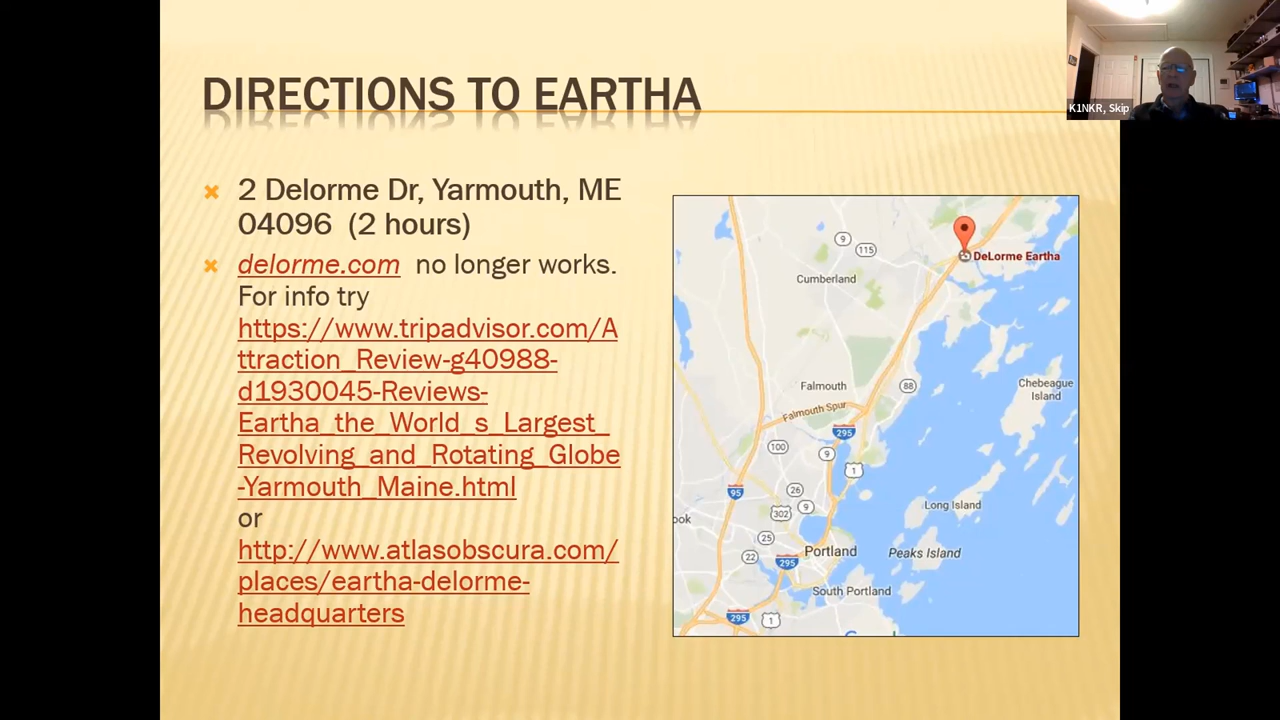 DIRECTIONS TO EARTHA
K1NKR, Skip
2 Delorme Dr, Yarmouth, ME
04096 (2 hours)
delorme.com no longer works.
For info try
https://www.tripadvisor.com/A
ttraction_Review-g40988-
d1930045-Reviews-
Eartha_the_World_s_Largest_
Revolving_and_Rotating_Globe
-Yarmouth_Maine.html
or
http://www.atlasobscura.com/
places/eartha-delorme-
headquarters
9
115
DeLorme Eartha
Cumberland
Falmouth
88
Chebeague
Island
Falmouth Spur
295
100
9
1
95
26
302
9
Long Island
ook
25
22
Portland
Peaks Island
295
South Portland
295
1